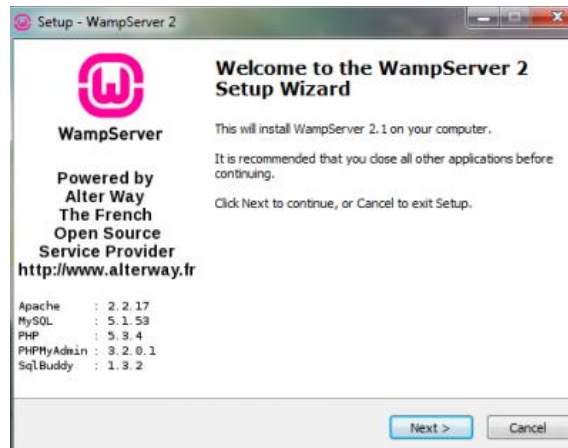 Setup - WampServer 2
WampServer
Powered by
Alter Way
The French
Open Source
Service Provider
http://www.alterway.fr
Apache : 2.2.17
MySQL : 5.1.53
PHP : 5.3.4
PHPMyAdmin : 3.2.0.1
SqlBuddy : 1.3.2
Welcome to the WampServer 2
Setup Wizard
This will install WampServer 2.1 on your computer.
It is recommended that you close all other applications before
continuing.
Click Next to continue, or Cancel to exit Setup.
Next >
Cancel